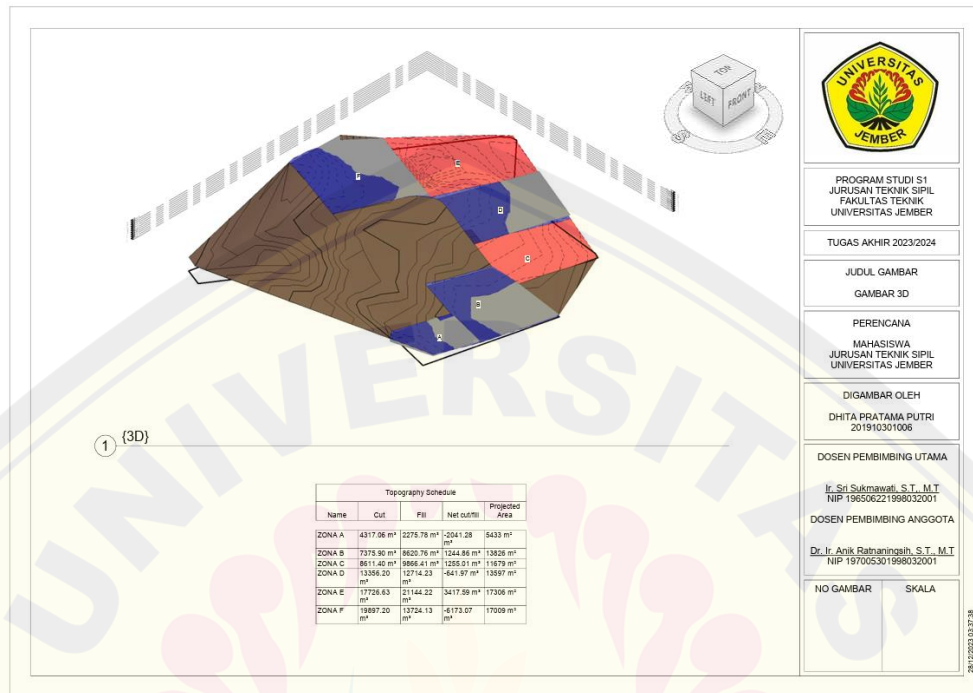 TOP
LEFT
FRONT
S
E
F
E
D
C
B
A
1
{3D}
Topography Schedule
Name Cut Fill Net cut/fill Projected Area
ZONA A 4317.06 m³ 2275.78 m³ -2041.28 m³ 5433 m²
ZONA B 7375.90 m³ 8620.76 m³ 1244.86 m³ 13826 m²
ZONA C 8611.40 m³ 9866.41 m³ 1255.01 m³ 11679 m²
ZONA D 13356.20 m³ 12714.23 m³ -641.97 m³ 13597 m²
ZONA E 17726.63 m³ 21144.22 m³ 3417.59 m³ 17306 m²
ZONA F 19897.20 m³ 13724.13 m³ -6173.07 m³ 17009 m²
UNIVERSITAS
JEMBER
PROGRAM STUDI S1
JURUSAN TEKNIK SIPIL
FAKULTAS TEKNIK
UNIVERSITAS JEMBER
TUGAS AKHIR 2023/2024
JUDUL GAMBAR
GAMBAR 3D
PERENCANA
MAHASISWA
JURUSAN TEKNIK SIPIL
UNIVERSITAS JEMBER
DIGAMBAR OLEH
DHITA PRATAMA PUTRI
201910301006
DOSEN PEMBIMBING UTAMA
Ir. Sri Sukmawati, S.T., M.T
NIP 196506221998032001
DOSEN PEMBIMBING ANGGOTA
Dr. Ir. Anik Ratnaningsih, S.T., M.T
NIP 197005301998032001
NO GAMBAR SKALA
28/12/2023 03:37:38
UNIVERSITAS